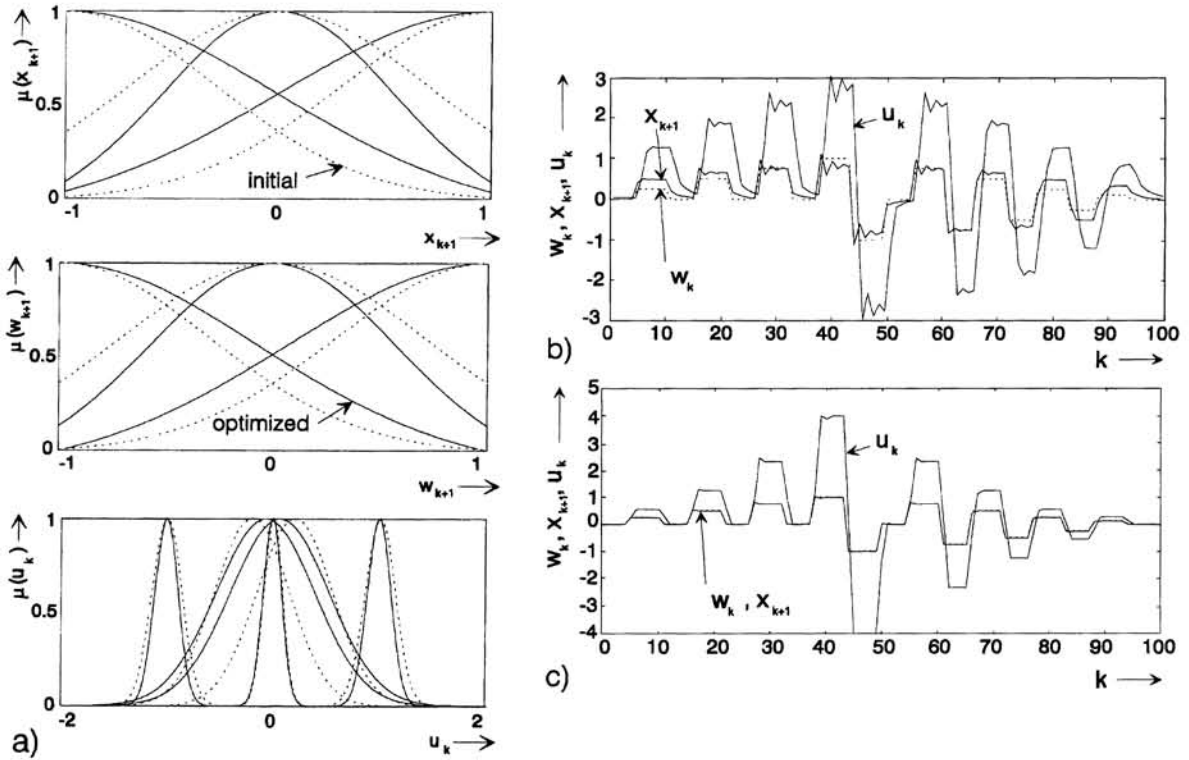 μ(x_{k+1}) →
1
0.5
0
-1 0 1
initial
x_{k+1} →
μ(w_{k+1}) →
1
0.5
0
-1 0 1
optimized
w_{k+1} →
μ(u_k) →
1
0.5
0
-2 0 2
u_k →
a)
w_k, x_{k+1}, u_k →
3
2
1
0
-1
-2
-3
x_{k+1}
u_k
w_k
0 10 20 30 40 50 60 70 80 90 100
k →
b)
w_k, x_{k+1}, u_k →
5
4
3
2
1
0
-1
-2
-3
-4
u_k
w_k , x_{k+1}
0 10 20 30 40 50 60 70 80 90 100
k →
c)